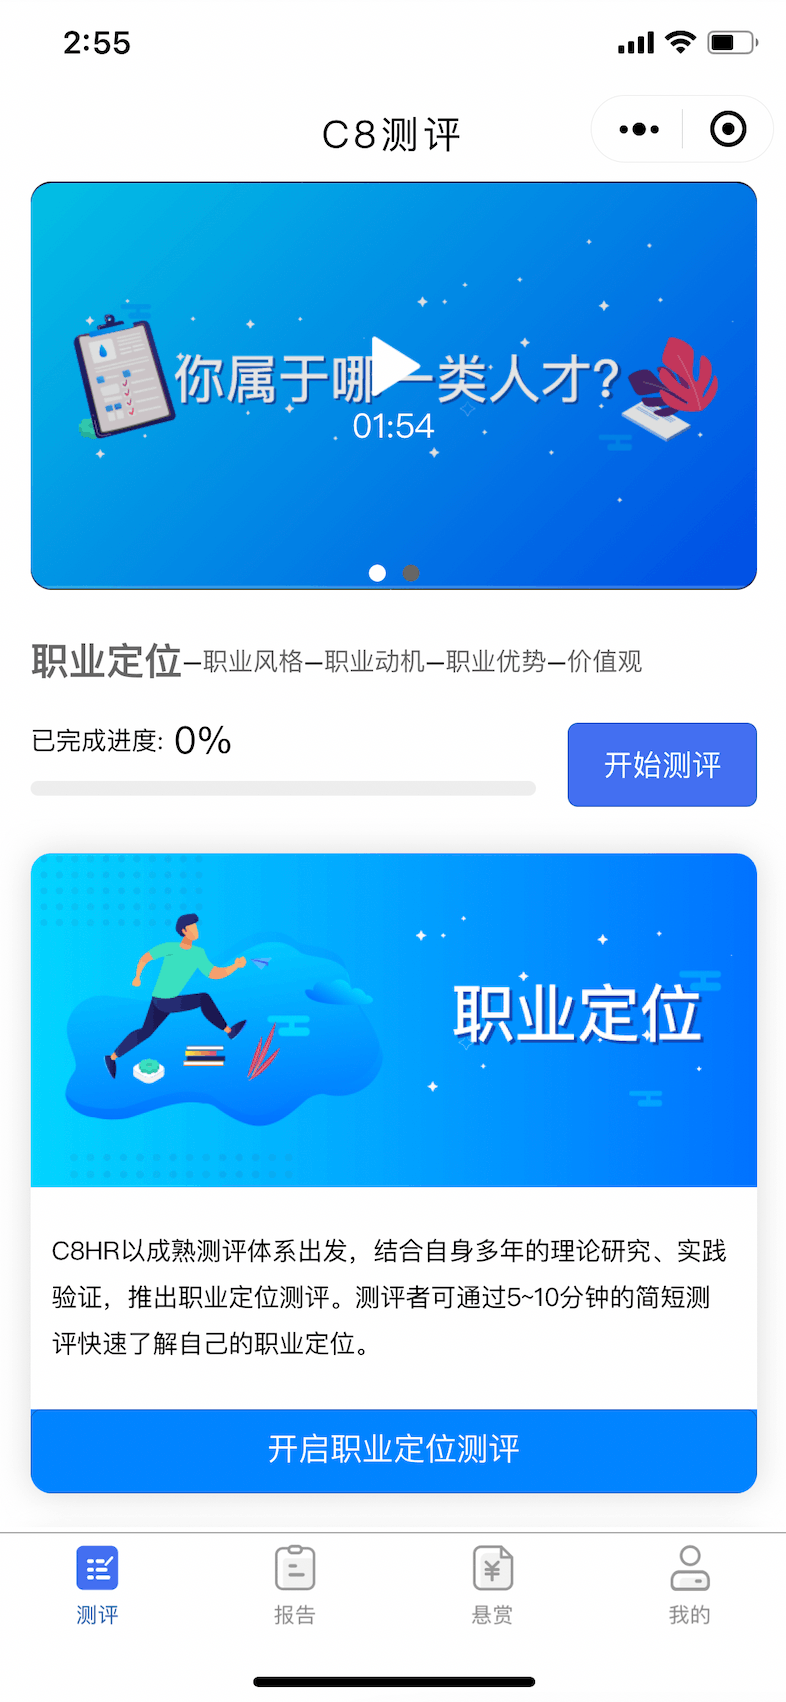 2:55
C8测评
你属于哪一类人才?
01:54
职业定位–职业风格–职业动机–职业优势–价值观
已完成进度: 0%
开始测评
职业定位
C8HR以成熟测评体系出发，结合自身多年的理论研究、实践
验证，推出职业定位测评。测评者可通过5~10分钟的简短测
评快速了解自己的职业定位。
开启职业定位测评
测评
报告
悬赏
我的